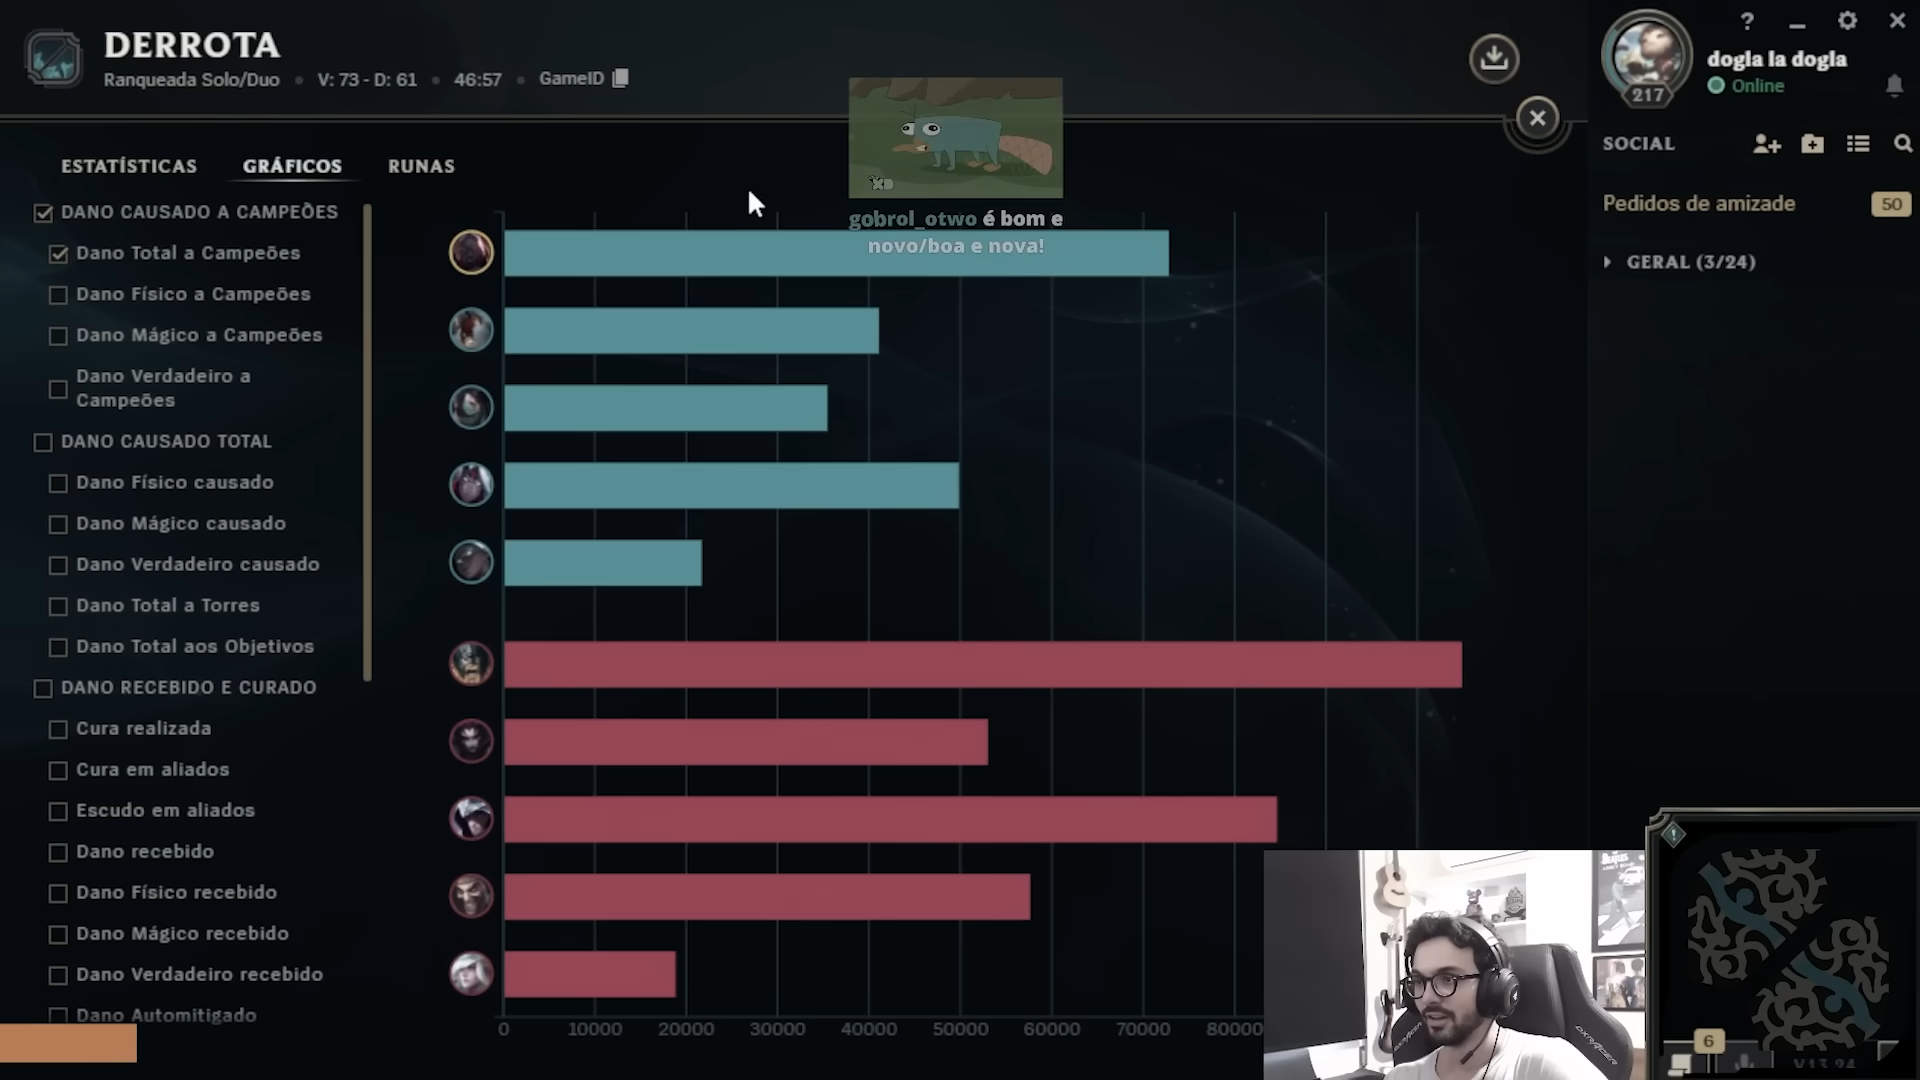 DERROTA
Ranqueada Solo/Duo • V: 73 - D: 61 • 46:57 • GameID
? 
dogla la dogla
Online
217
ESTATÍSTICAS GRÁFICOS RUNAS
SOCIAL
Pedidos de amizade 50
GERAL (3/24)
XD
gobrol_otwo é bom e
novo/boa e nova!
DANO CAUSADO A CAMPEÕES
Dano Total a Campeões
Dano Físico a Campeões
Dano Mágico a Campeões
Dano Verdadeiro a
Campeões
DANO CAUSADO TOTAL
Dano Físico causado
Dano Mágico causado
Dano Verdadeiro causado
Dano Total a Torres
Dano Total aos Objetivos
DANO RECEBIDO E CURADO
Cura realizada
Cura em aliados
Escudo em aliados
Dano recebido
Dano Físico recebido
Dano Mágico recebido
Dano Verdadeiro recebido
Dano Automitigado
0 10000 20000 30000 40000 50000 60000 70000 80000
BEATLES
OXRACER
6
V13.24